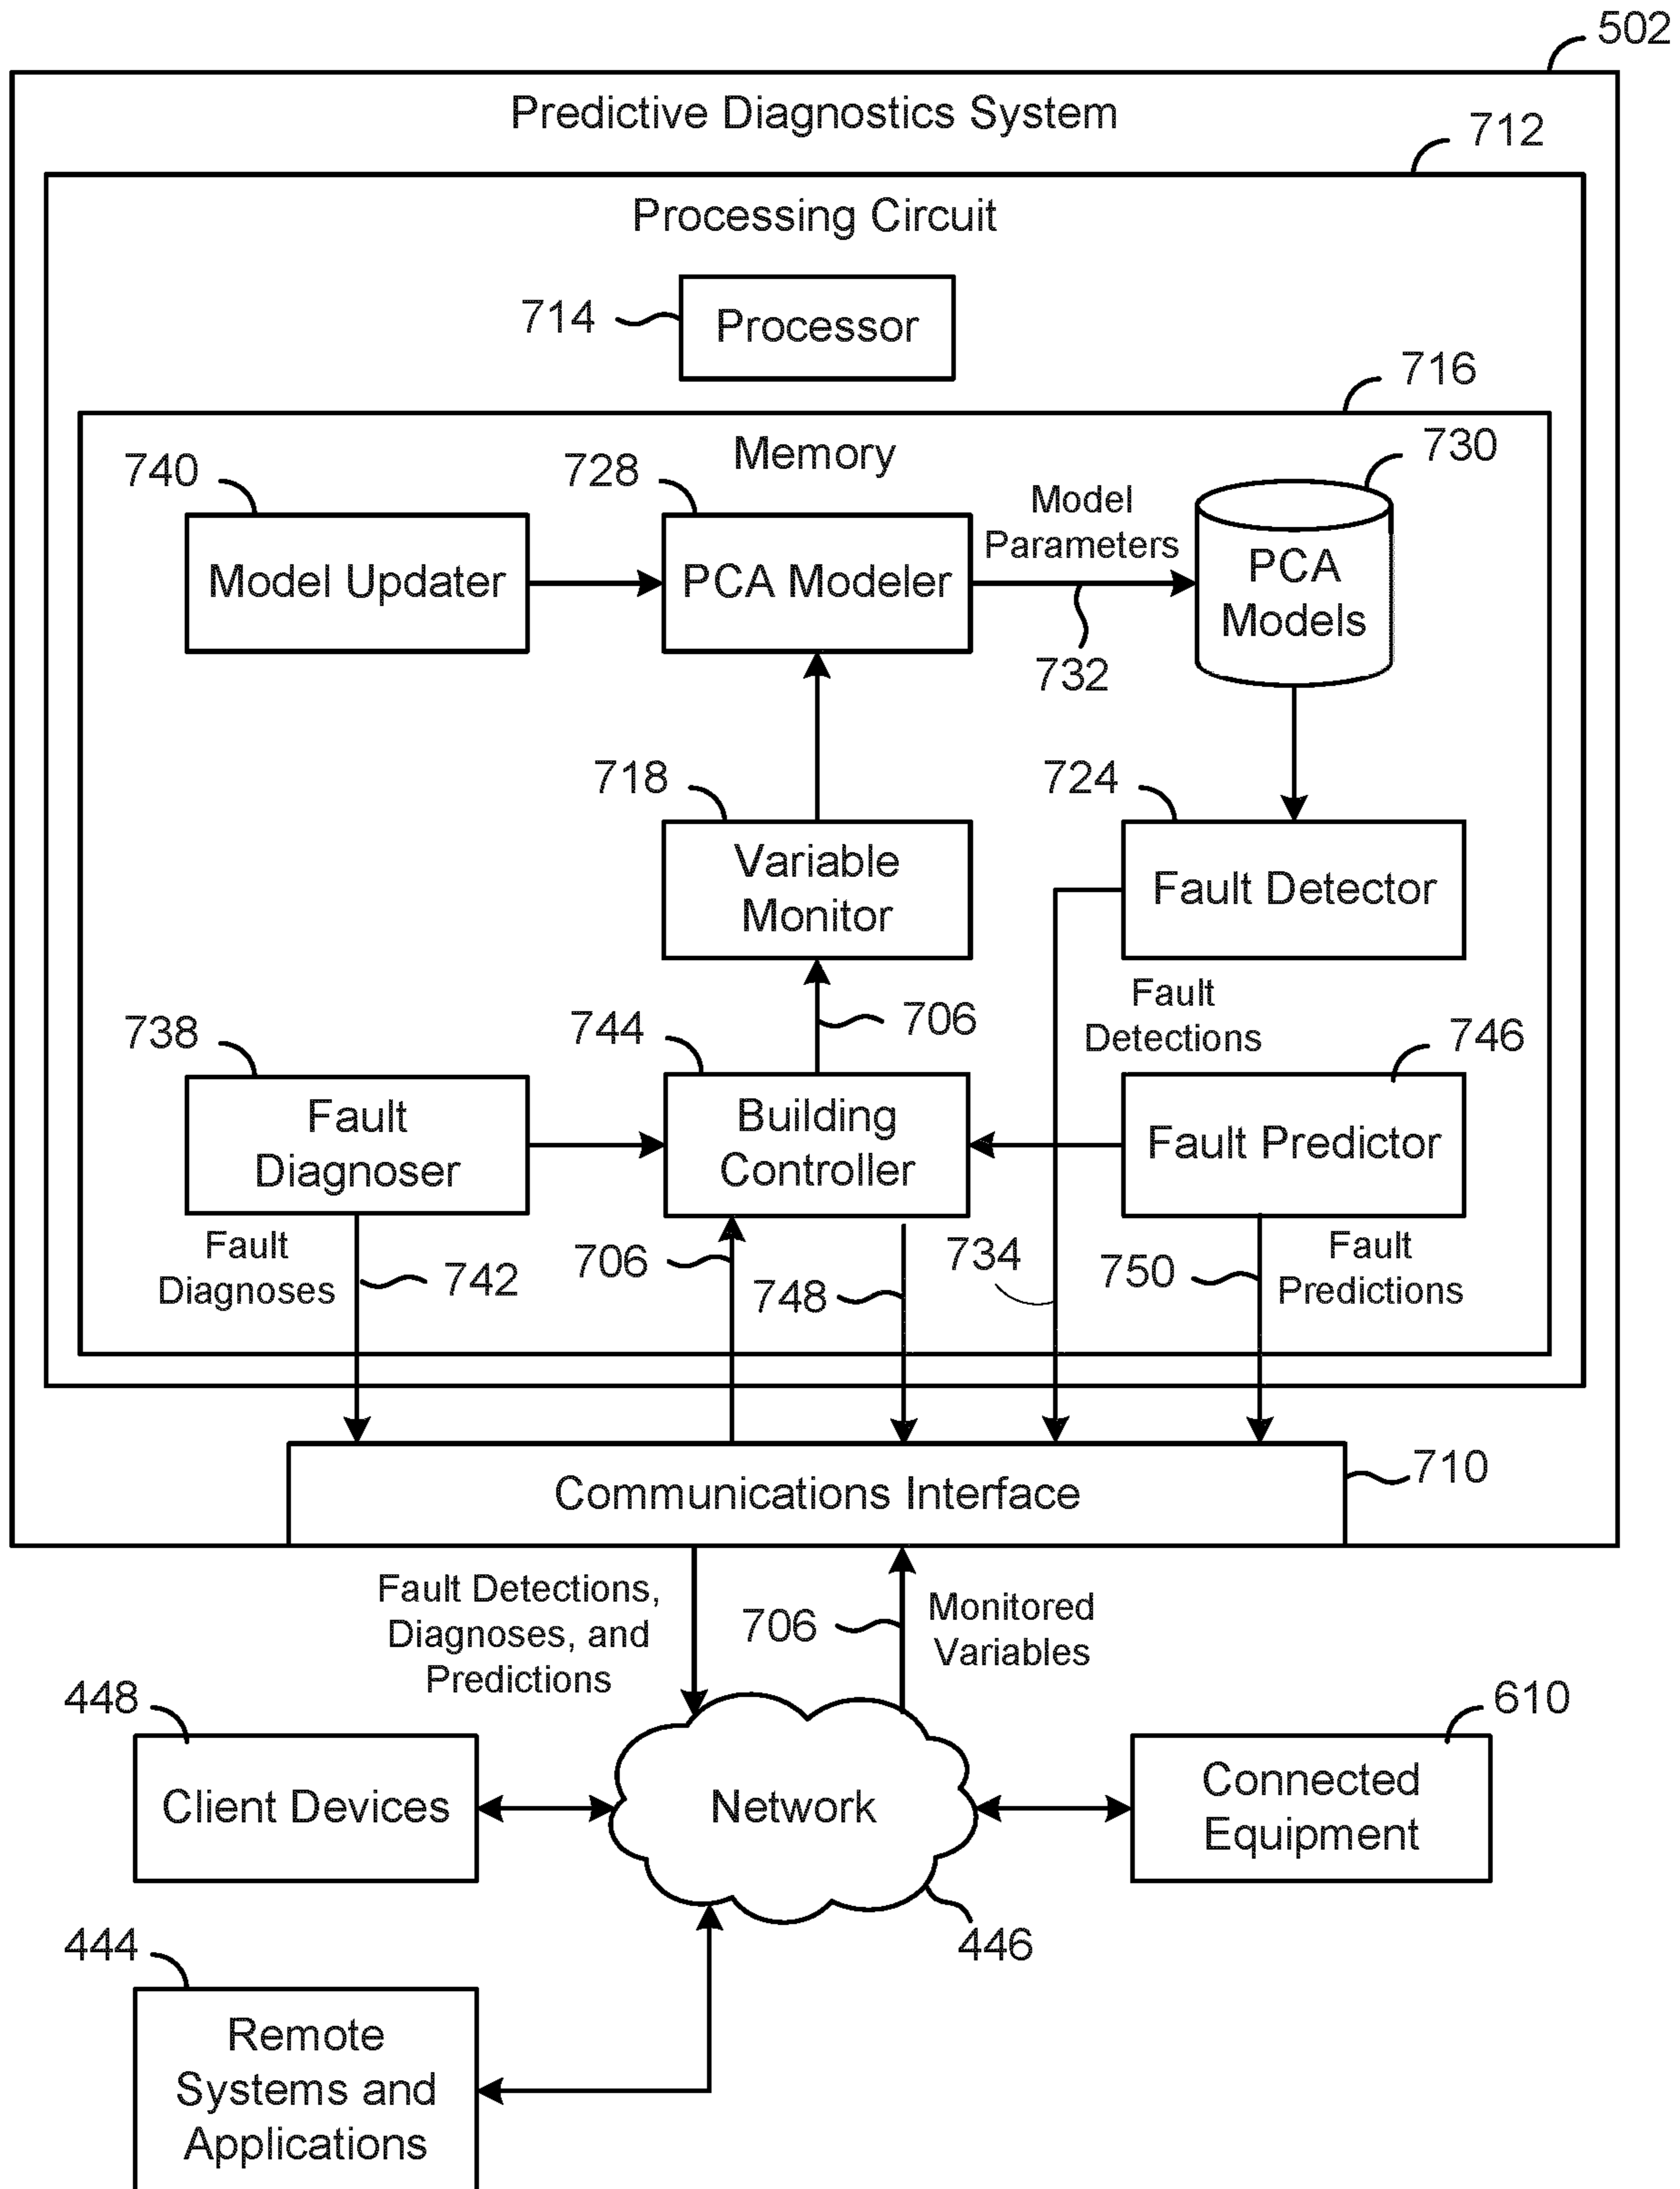 502
Predictive Diagnostics System
712
Processing Circuit
714
Processor
716
Memory
740
728
730
Model
Parameters
Model Updater
PCA Modeler
PCA
Models
732
718
724
Variable
Monitor
Fault Detector
Fault
Detections
738
744
706
746
Fault
Diagnoser
Building
Controller
Fault Predictor
Fault
Diagnoses
742
706
748
734
750
Fault
Predictions
710
Communications Interface
Fault Detections,
Diagnoses, and
Predictions
706
Monitored
Variables
448
610
Client Devices
Network
Connected
Equipment
444
446
Remote
Systems and
Applications